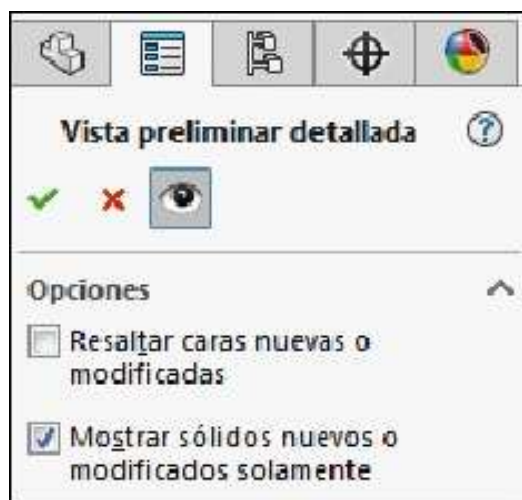 Vista preliminar detallada ?
Opciones
Resaltar caras nuevas o
modificadas
Mostrar sólidos nuevos o
modificados solamente